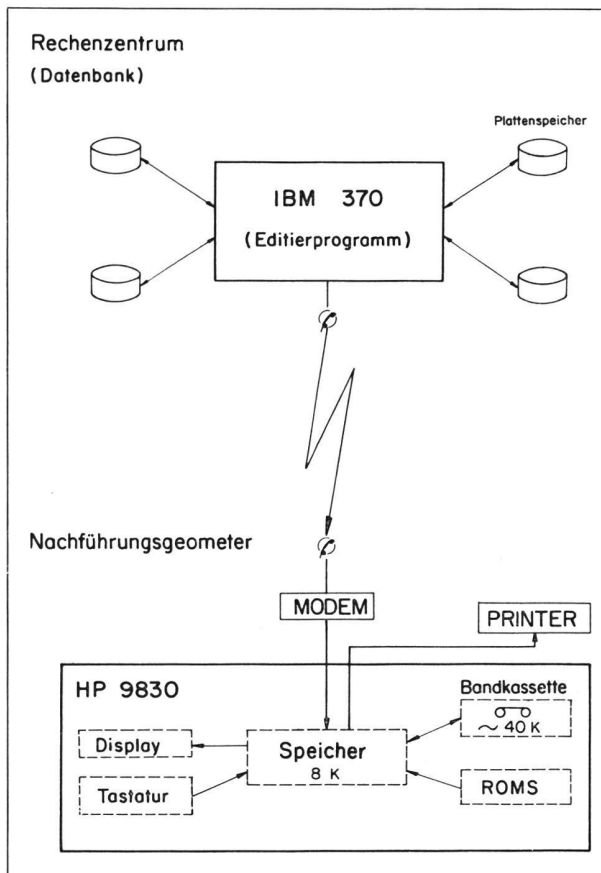 Rechenzentrum
(Datenbank)
Plattenspeicher
IBM 370
(Editierprogramm)
Nachführungsgeometer
MODEM
PRINTER
HP 9830
Bandkassette
~ 40 K
Display
Speicher
8 K
Tastatur
ROMS